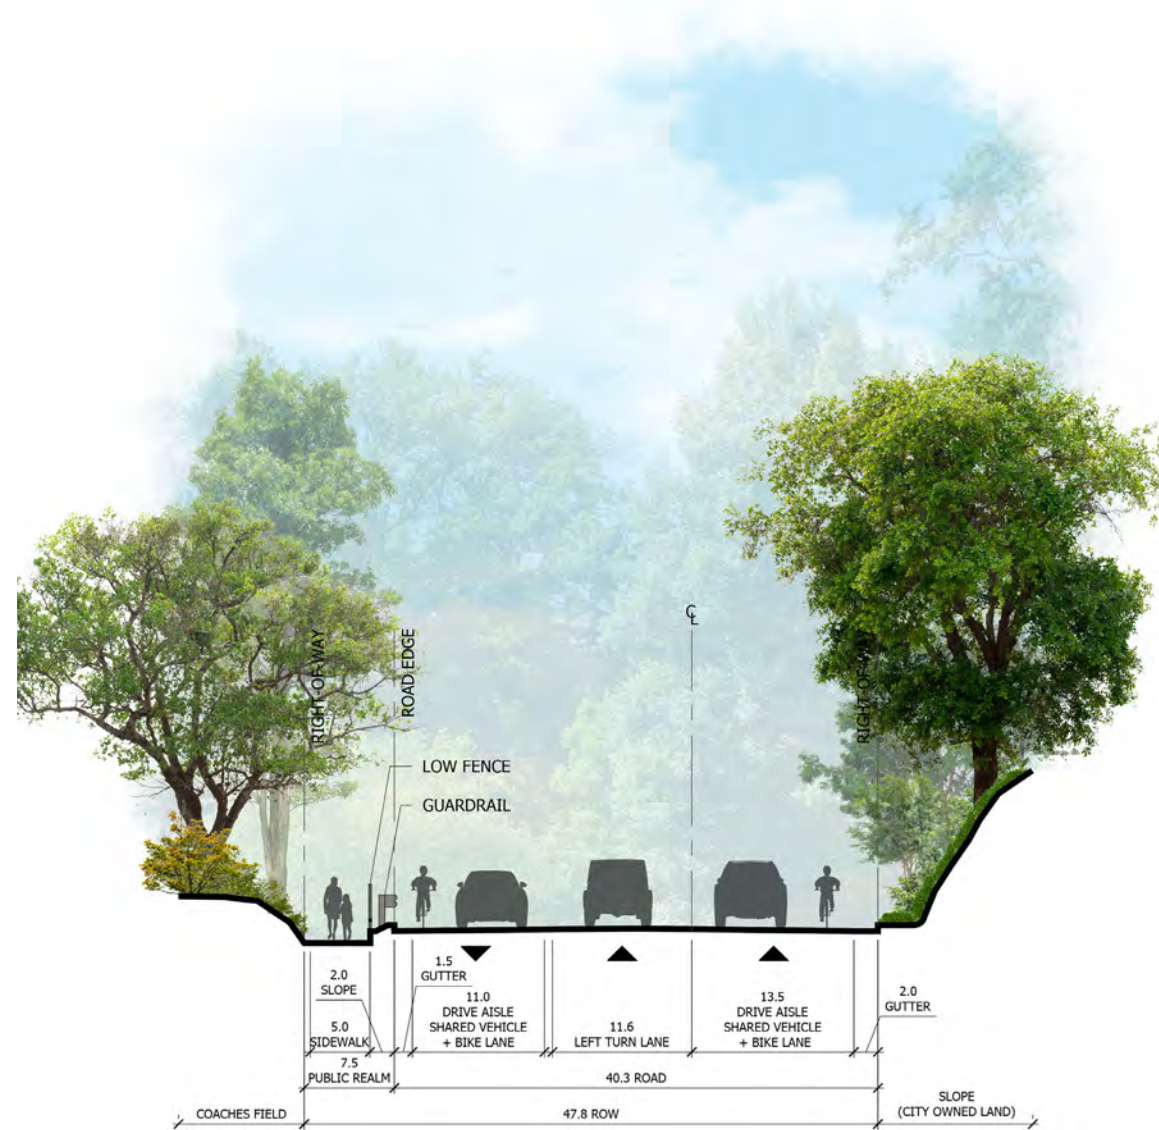 ℄
RIGHT-OF-WAY
ROAD EDGE
RIGHT-OF-WAY
LOW FENCE
GUARDRAIL
2.0
SLOPE
1.5
GUTTER
11.0
DRIVE AISLE
SHARED VEHICLE
+ BIKE LANE
11.6
LEFT TURN LANE
13.5
DRIVE AISLE
SHARED VEHICLE
+ BIKE LANE
2.0
GUTTER
5.0
SIDEWALK
7.5
PUBLIC REALM
40.3 ROAD
COACHES FIELD
47.8 ROW
SLOPE
(CITY OWNED LAND)